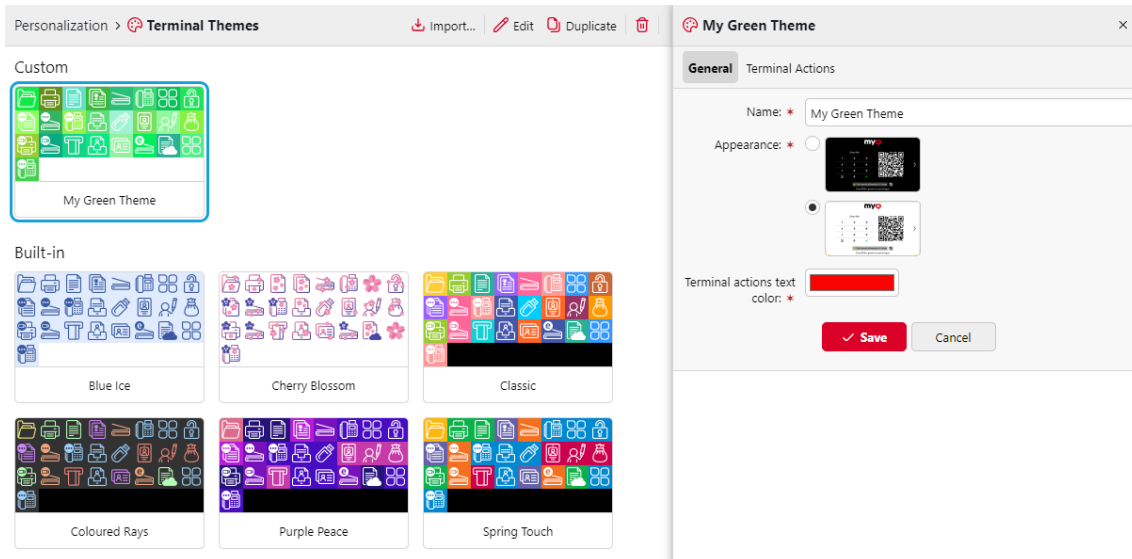 Personalization > Terminal Themes
Import... Edit Duplicate
Custom
My Green Theme
Built-in
Blue Ice
Cherry Blossom
Classic
Coloured Rays
Purple Peace
Spring Touch
My Green Theme ×
General Terminal Actions
Name: * My Green Theme
Appearance: *
myQ
myQ
Terminal actions text
color: *
Save Cancel